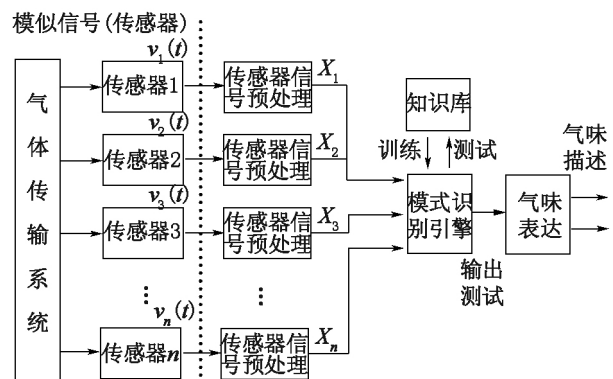 模似信号(传感器)
气体传输系统
v1(t)
传感器1
v2(t)
传感器2
v3(t)
传感器3
⋮
vn(t)
传感器n
传感器信
号预处理
X1
传感器信
号预处理
X2
传感器信
号预处理
X3
⋮
传感器信
号预处理
Xn
知识库
训练
测试
模式识
别引擎
输出
测试
气味
表达
气味
描述